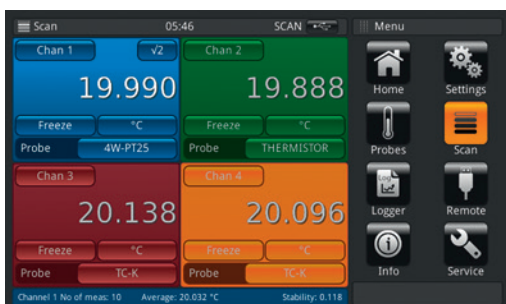 Scan 05:46 SCAN
Menu
Chan 1 √2
19.990
Freeze °C
Probe 4W-PT25
Chan 2
19.888
Freeze °C
Probe THERMISTOR
Chan 3
20.138
Freeze °C
Probe TC-K
Chan 4
20.096
Freeze °C
Probe TC-K
Channel 1 No of meas: 10 Average: 20.032 °C Stability: 0.118
Home Settings
Probes Scan
Log
Logger Remote
Info Service